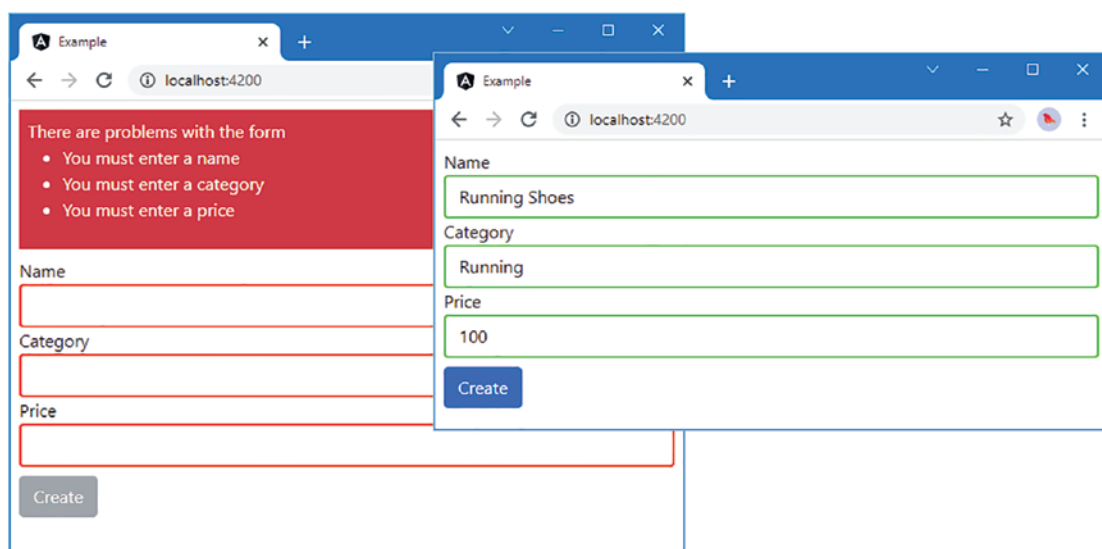 Example
localhost:4200
There are problems with the form
• You must enter a name
• You must enter a category
• You must enter a price
Name
Category
Price
Create
Example
localhost:4200
Name
Running Shoes
Category
Running
Price
100
Create